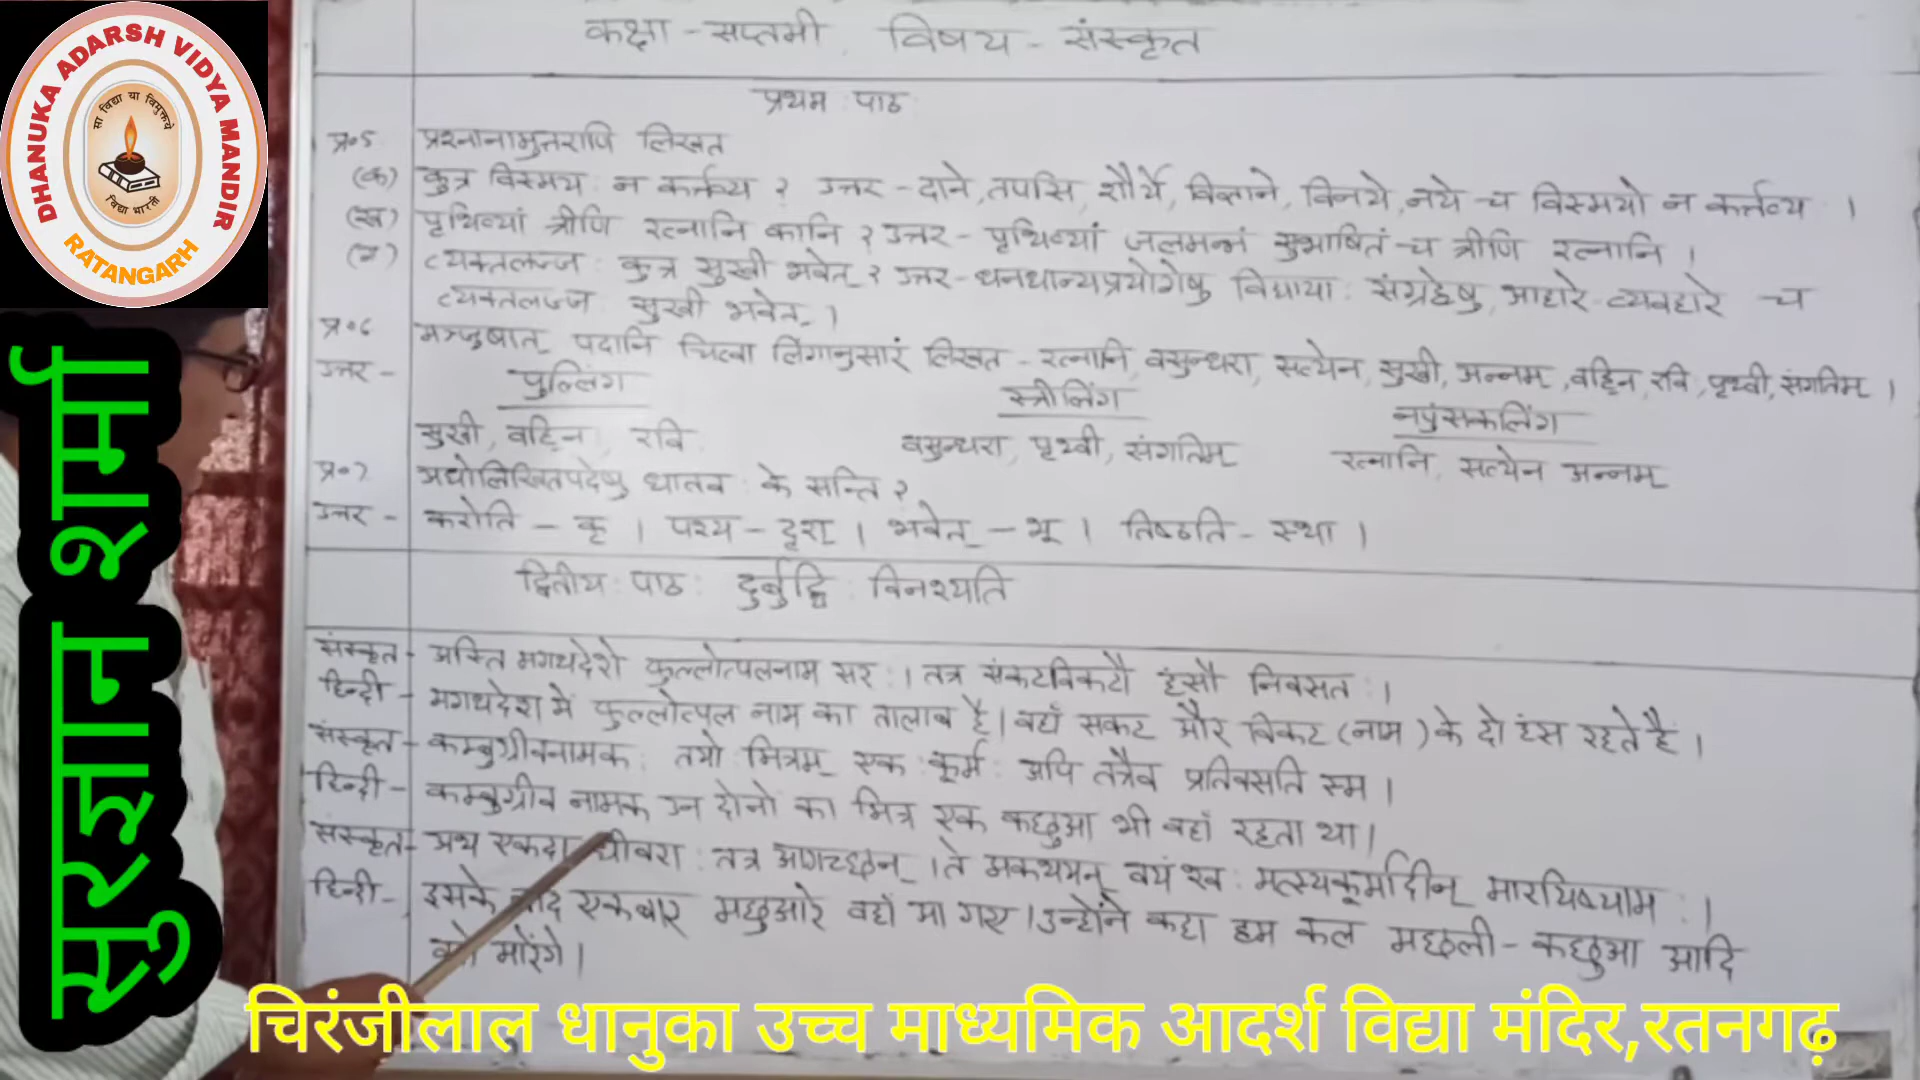 DHANUKA ADARSH VIDYA MANDIR
सा विद्या या विमुक्तये
विद्या भारती
RATANGARH
सुरज्ञान शर्मा
कक्षा - सप्तमी विषय - संस्कृत
प्रथम: पाठ:
प्र०5 प्रश्नानामुत्तराणि लिखत
(क) कुत्र विस्मय: न कर्त्तव्य: ? उत्तर - दाने, तपसि, शौर्ये, विज्ञाने, विनये, नये च विस्मयो न कर्त्तव्य: ।
(ख) पृथिव्यां त्रीणि रत्नानि कानि ? उत्तर - पृथिव्यां जलमन्नं सुभाषितं च त्रीणि रत्नानि ।
(ग) त्यक्तलज्ज: कुत्र सुखी भवेत् ? उत्तर - धनधान्यप्रयोगेषु विद्याया: संग्रहेषु, आहारे व्यवहारे च
त्यक्तलज्ज: सुखी भवेत् ।
प्र०6 मञ्जुषात् पदानि चित्वा लिंगानुसारं लिखत - रत्नानि, वसुन्धरा, सत्येन, सुखी, अन्नम्, वह्नि, रवि, पृथ्वी, संगतिम् ।
उत्तर - पुल्लिंग स्त्रीलिंग नपुंसकलिंग
सुखी, वह्नि, रवि वसुन्धरा, पृथ्वी, संगतिम् रत्नानि, सत्येन अन्नम्
प्र०7 अधोलिखितपदेषु धातव: के सन्ति ?
उत्तर - करोति - कृ । पश्य - दृश् । भवेत् - भू । तिष्ठति - स्था ।
द्वितीय: पाठ: दुर्बुद्धि: विनश्यति
संस्कृत - अस्ति मगधदेशे फुल्लोत्पलनाम सर: । तत्र संकटविकटौ हंसौ निवसत: ।
हिन्दी - मगधदेश में फुल्लोत्पल नाम का तालाब है । वहाँ सकट और विकट (नाम) के दो हंस रहते है ।
संस्कृत - कम्बुग्रीवनामक: तयो: मित्रम् एक: कूर्म: अपि तत्रैव प्रतिवसति स्म ।
हिन्दी - कम्बुग्रीव नामक उन दोनो का मित्र एक कछुआ भी वहाँ रहता था ।
संस्कृत - अथ एकदा धीवरा: तत्र आगच्छन् । ते अकथयन् वयं श्व: मत्स्यकूर्मादीन् मारयिष्याम: ।
हिन्दी - इसके बाद एकबार मछुआरे वहाँ आ गए । उन्होंने कहा हम कल मछली - कछुआ आदि
को मारेंगे ।
चिरंजीलाल धानुका उच्च माध्यमिक आदर्श विद्या मंदिर,रतनगढ़